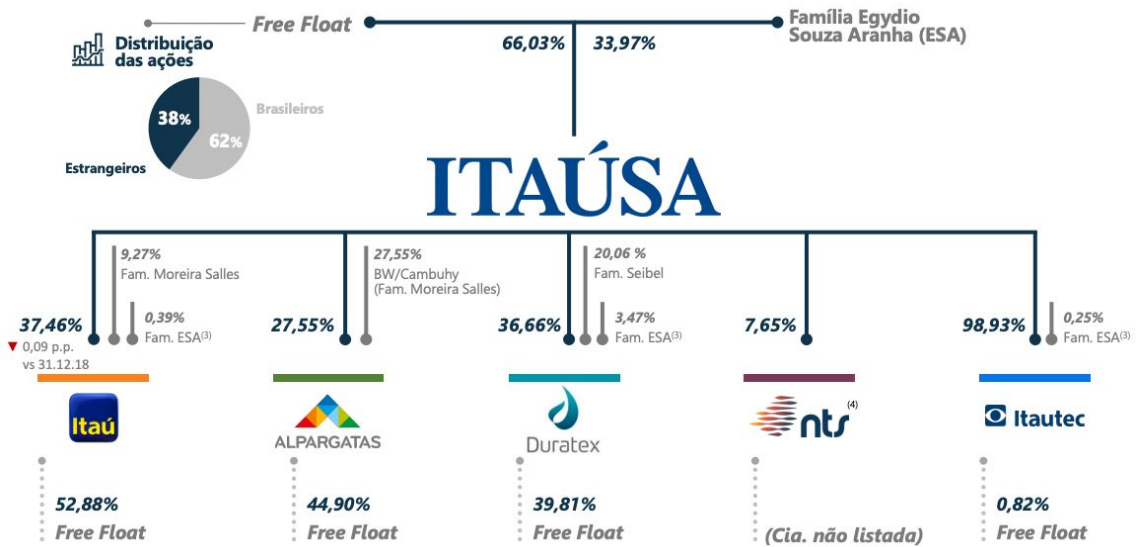 Free Float
66,03%
33,97%
Família Egydio
Souza Aranha (ESA)
Distribuição
das ações
38%
62%
Brasileiros
Estrangeiros
ITAÚSA
37,46%
▼ 0,09 p.p.
vs 31.12.18
9,27%
Fam. Moreira Salles
0,39%
Fam. ESA(3)
27,55%
27,55%
BW/Cambuhy
(Fam. Moreira Salles)
36,66%
20,06 %
Fam. Seibel
3,47%
Fam. ESA(3)
7,65%
98,93%
0,25%
Fam. ESA(3)
Itaú
ALPARGATAS
Duratex
nts (4)
Itautec
52,88%
Free Float
44,90%
Free Float
39,81%
Free Float
(Cia. não listada)
0,82%
Free Float